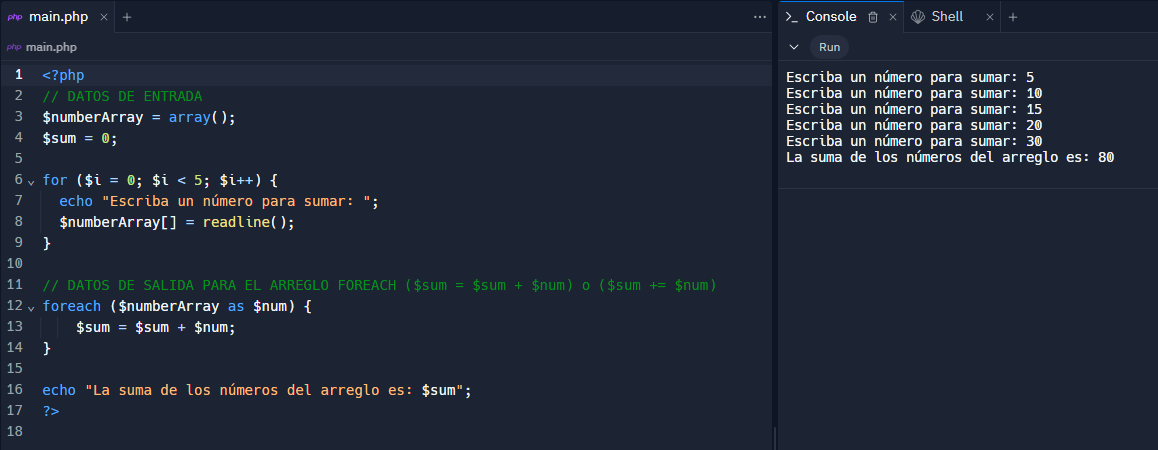 php main.php × +
php main.php
1 <?php
2 // DATOS DE ENTRADA
3 $numberArray = array();
4 $sum = 0;
5
6 for ($i = 0; $i < 5; $i++) {
7   echo "Escriba un número para sumar: ";
8   $numberArray[] = readline();
9 }
10
11 // DATOS DE SALIDA PARA EL ARREGLO FOREACH ($sum = $sum + $num) o ($sum += $num)
12 foreach ($numberArray as $num) {
13     $sum = $sum + $num;
14 }
15
16 echo "La suma de los números del arreglo es: $sum";
17 ?>
18
Console × Shell × +
Run
Escriba un número para sumar: 5
Escriba un número para sumar: 10
Escriba un número para sumar: 15
Escriba un número para sumar: 20
Escriba un número para sumar: 30
La suma de los números del arreglo es: 80